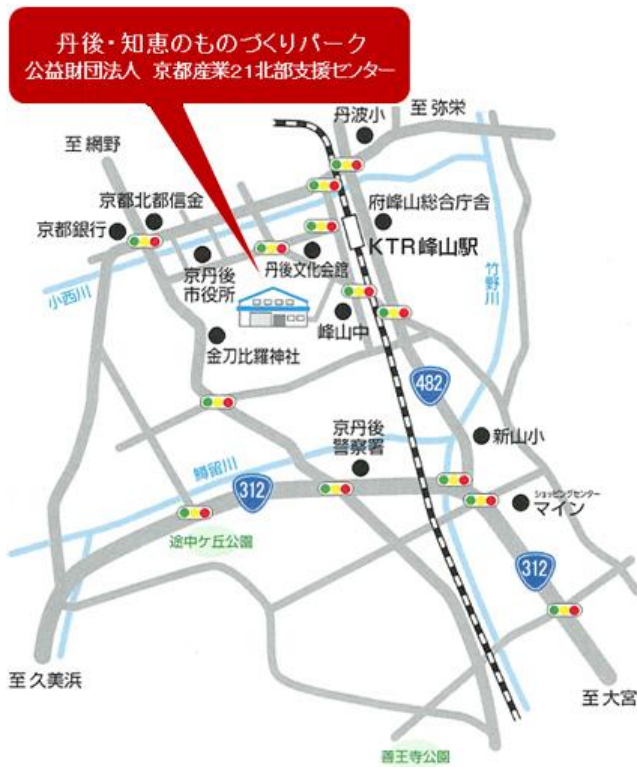 丹後・知恵のものづくりパーク
公益財団法人 京都産業21北部支援センター
丹波小
至 弥栄
至 網野
京都北都信金
京都銀行
府峰山総合庁舎
KTR峰山駅
丹後文化会館
京丹後
市役所
小西川
竹野川
峰山中
金刀比羅神社
482
京丹後
警察署
新山小
鱒留川
312
ショッピングセンター
マイン
途中ケ丘公園
312
至 久美浜
至 大宮
善王寺公園